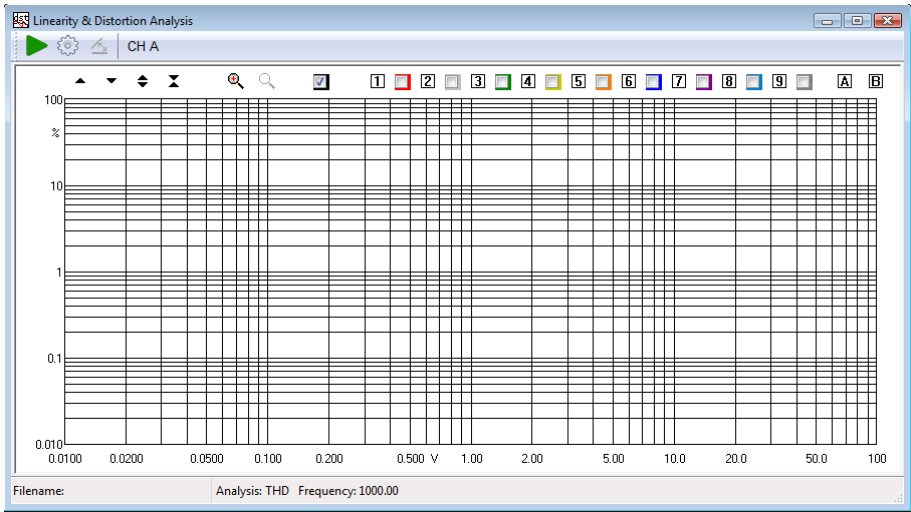 dst
Linearity & Distortion Analysis
CH A
1 2 3 4 5 6 7 8 9 A B
100
%
10
1
0.1
0.010
0.0100 0.0200 0.0500 0.100 0.200 0.500 V 1.00 2.00 5.00 10.0 20.0 50.0 100
Filename: Analysis: THD Frequency: 1000.00